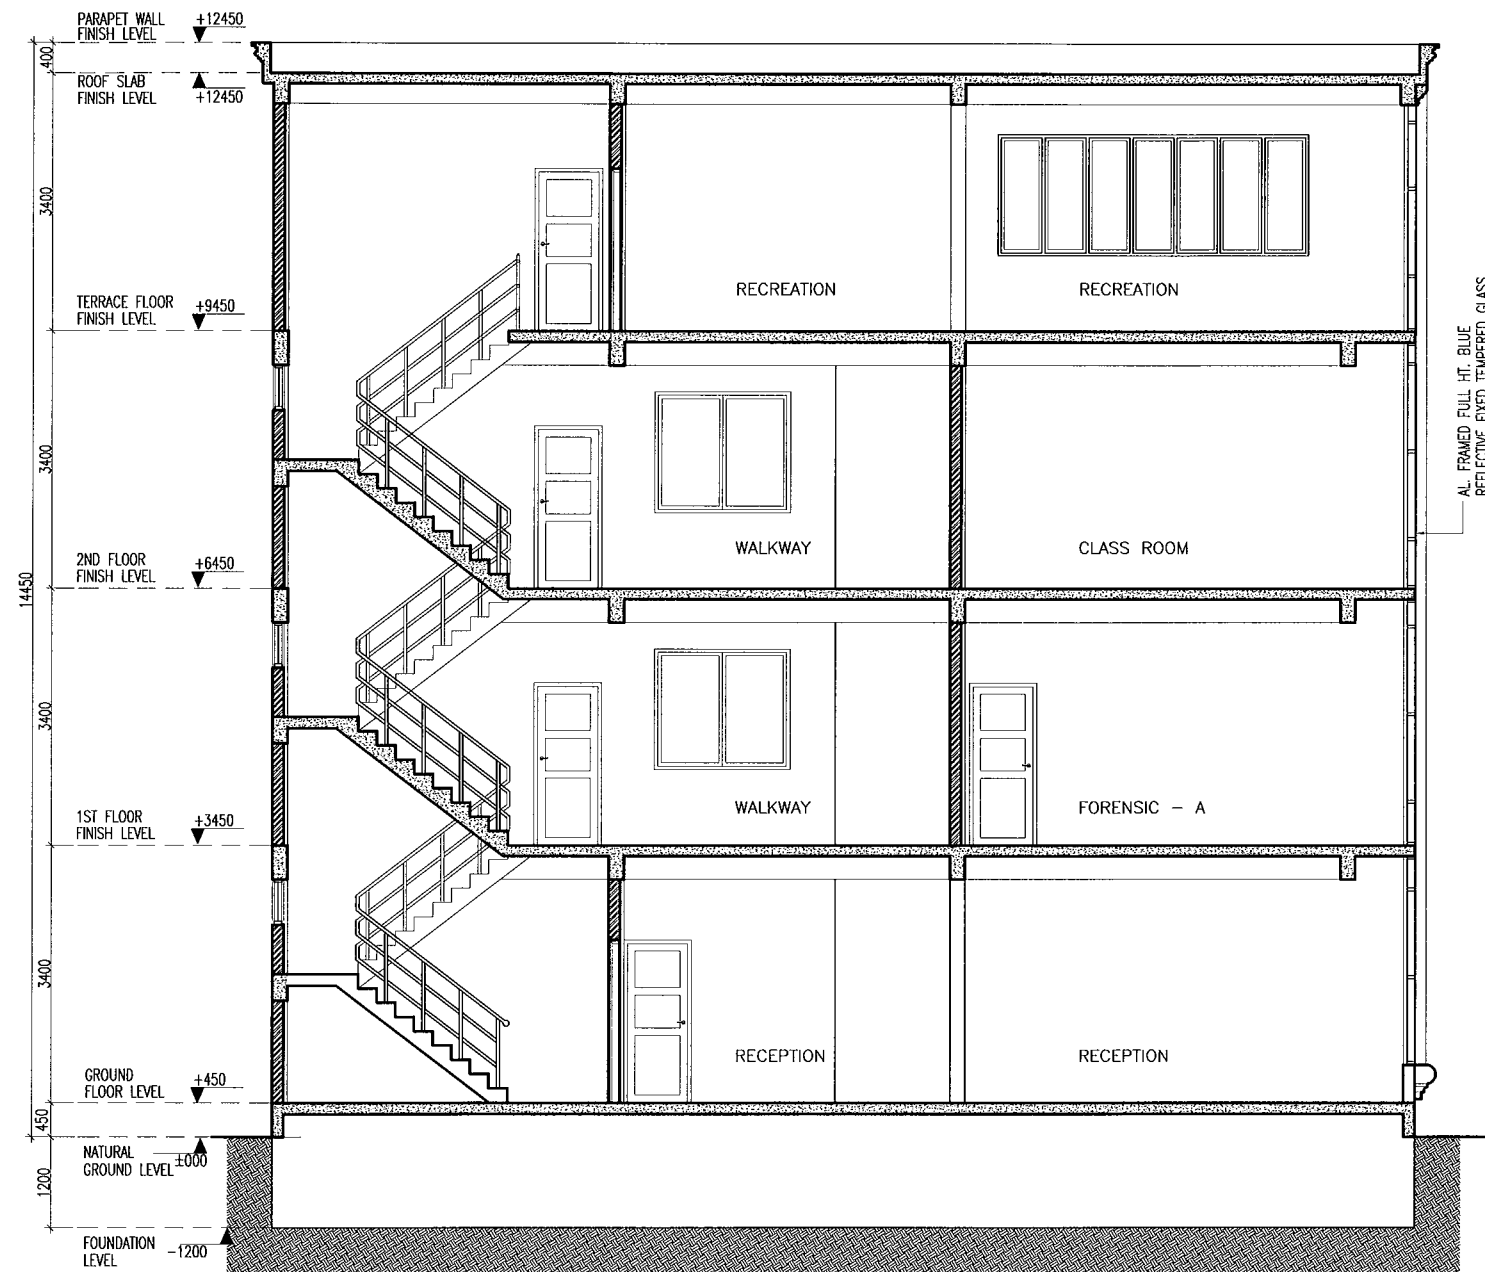 PARAPET WALL
FINISH LEVEL
+12450
400
ROOF SLAB
FINISH LEVEL
+12450
3400
RECREATION
RECREATION
TERRACE FLOOR
FINISH LEVEL
+9450
AL. FRAMED FULL HT. BLUE
REFLECTIVE FIXED TEMPERED GLASS
3400
WALKWAY
CLASS ROOM
2ND FLOOR
FINISH LEVEL
+6450
14450
3400
WALKWAY
FORENSIC - A
1ST FLOOR
FINISH LEVEL
+3450
3400
RECEPTION
RECEPTION
GROUND
FLOOR LEVEL
+450
450
NATURAL
GROUND LEVEL
±000
1200
FOUNDATION
LEVEL
-1200